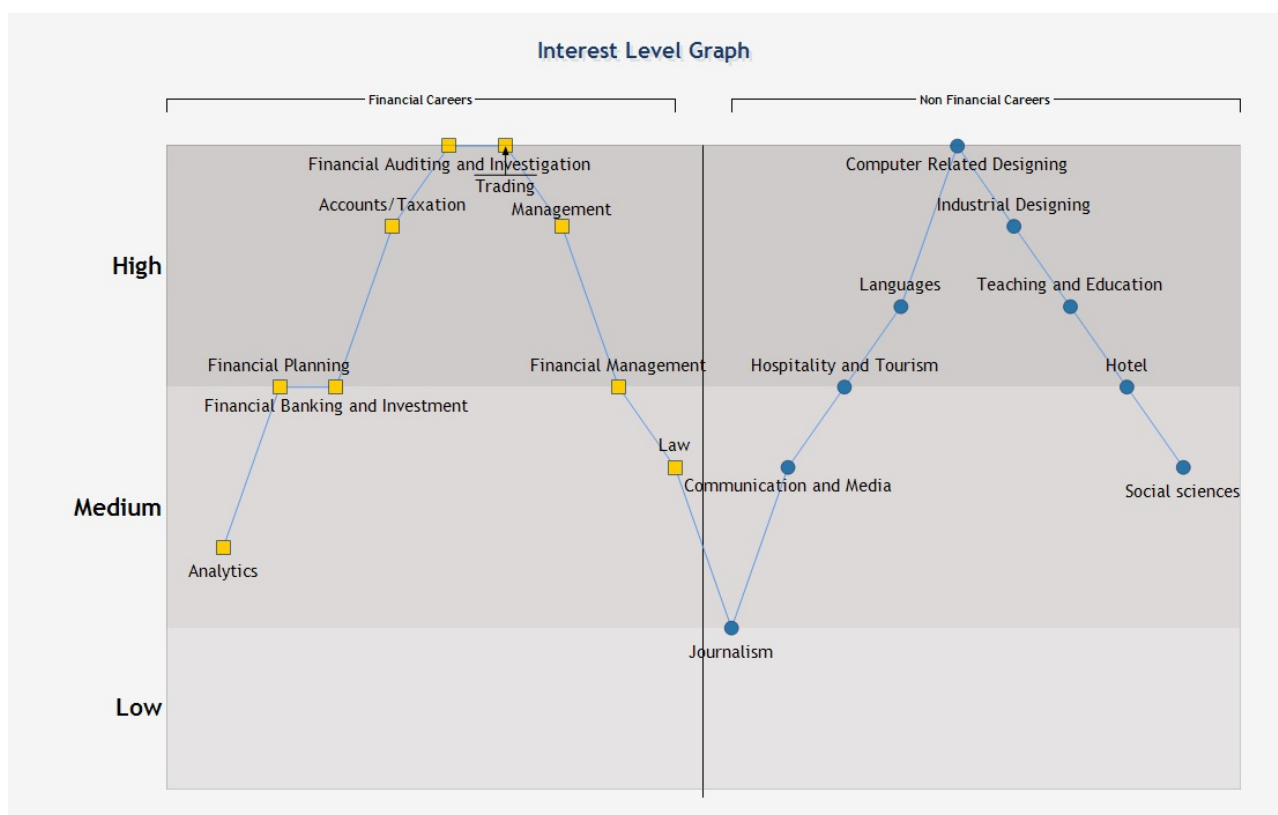 Interest Level Graph
Financial Careers
Non Financial Careers
Financial Auditing and Investigation
Computer Related Designing
Trading
Accounts/Taxation
Management
Industrial Designing
High
Languages
Teaching and Education
Financial Planning
Financial Management
Hospitality and Tourism
Hotel
Financial Banking and Investment
Law
Communication and Media
Social sciences
Medium
Analytics
Journalism
Low